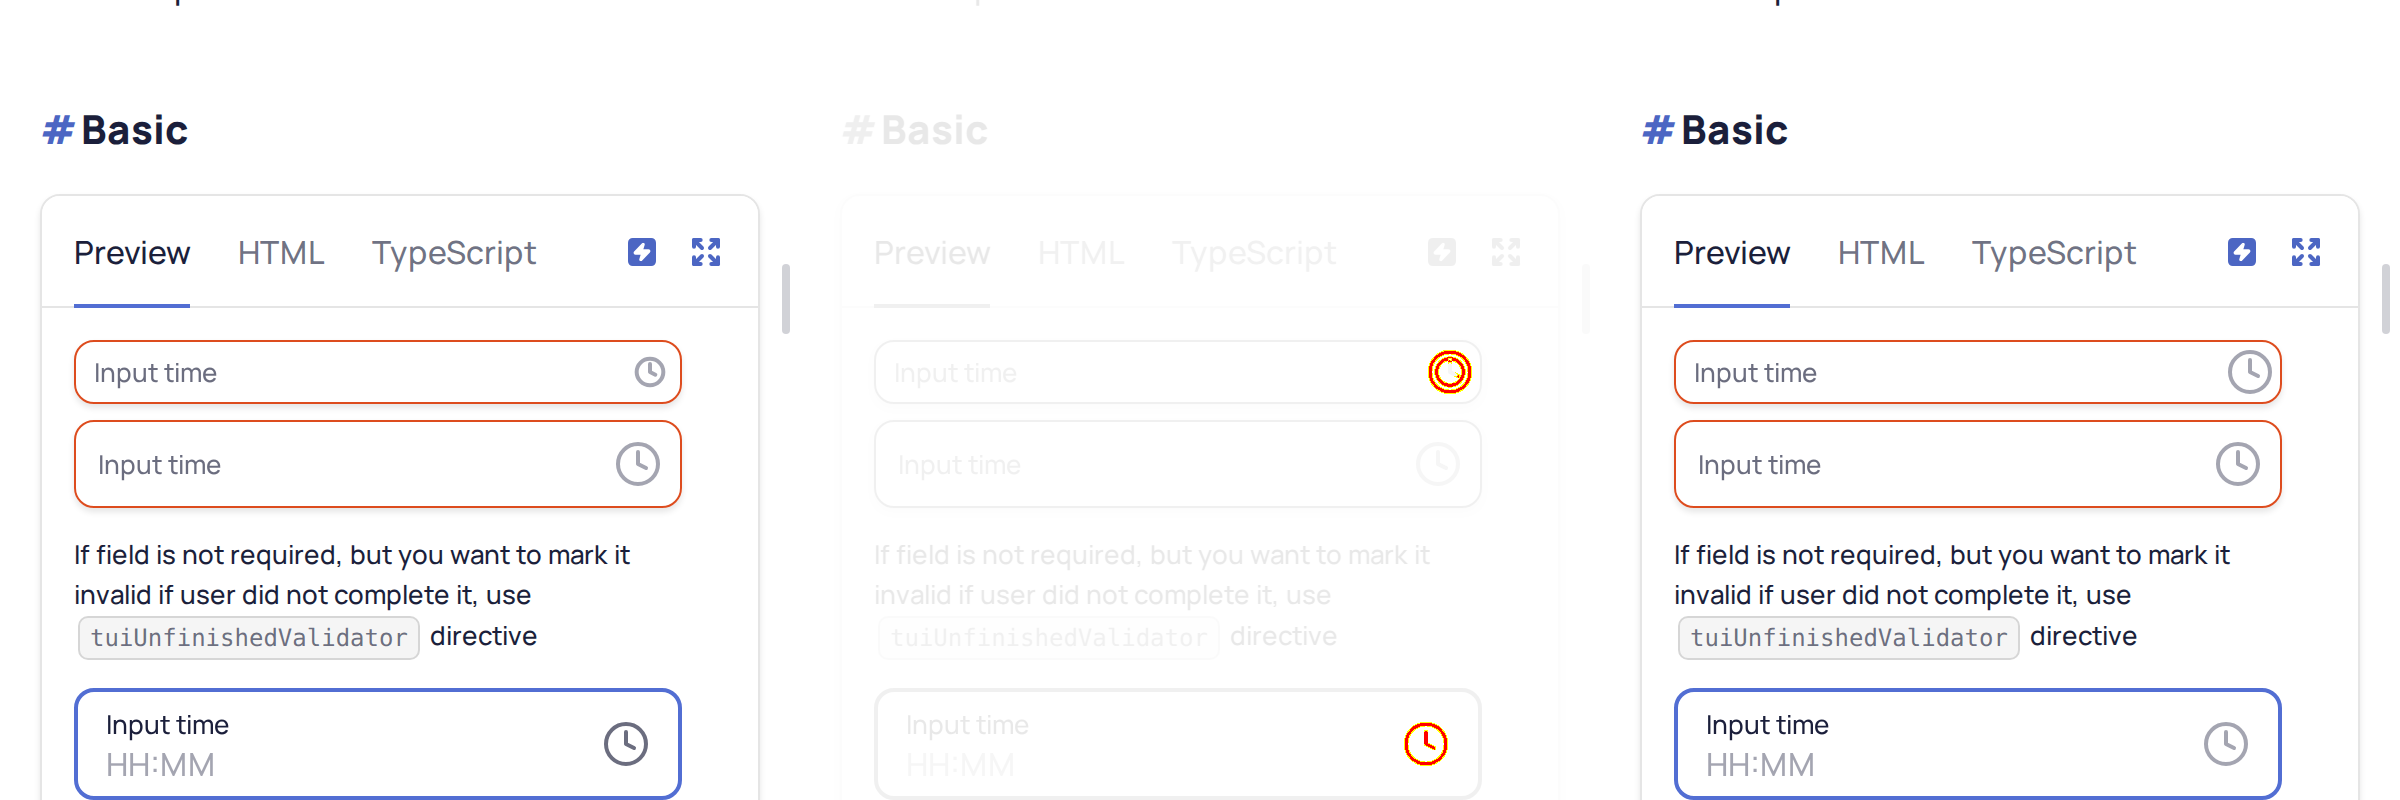 # Basic
Preview HTML TypeScript
Input time
Input time
If field is not required, but you want to mark it
invalid if user did not complete it, use
tuiUnfinishedValidator directive
Input time
HH:MM
# Basic
Preview HTML TypeScript
Input time
Input time
If field is not required, but you want to mark it
invalid if user did not complete it, use
tuiUnfinishedValidator directive
Input time
HH:MM
# Basic
Preview HTML TypeScript
Input time
Input time
If field is not required, but you want to mark it
invalid if user did not complete it, use
tuiUnfinishedValidator directive
Input time
HH:MM